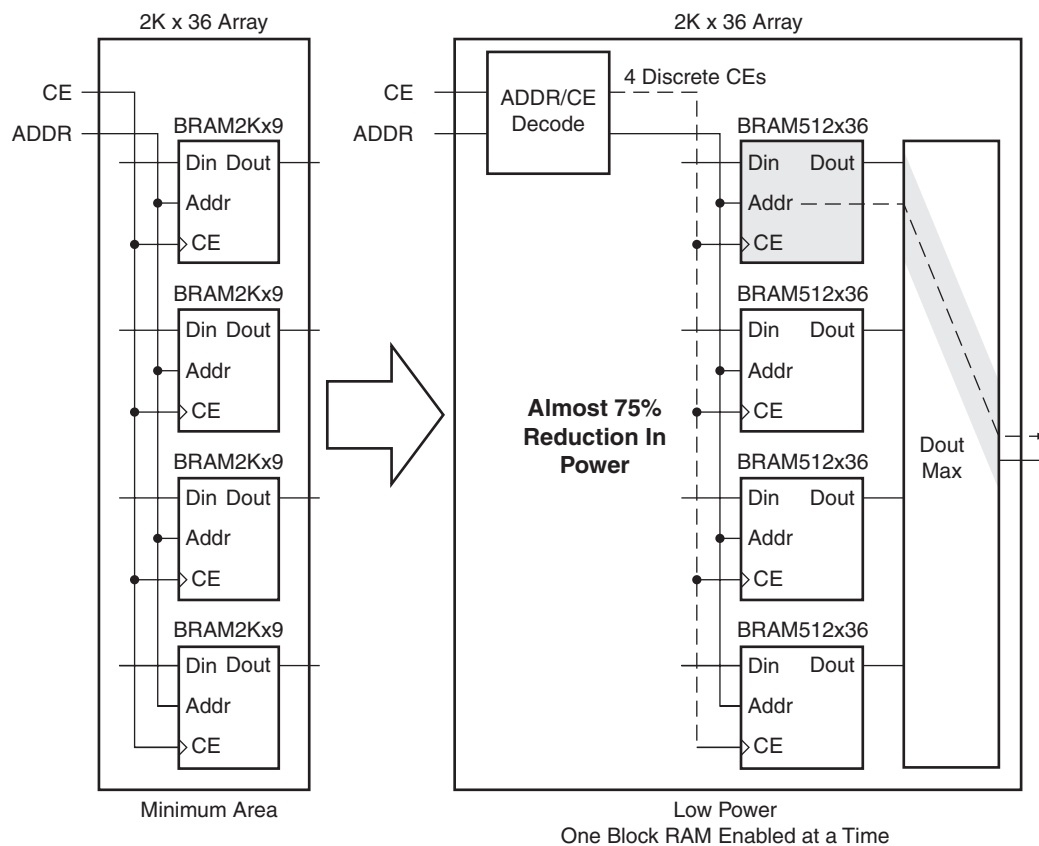 2K x 36 Array
CE
ADDR
BRAM2Kx9
Din Dout
Addr
CE
BRAM2Kx9
Din Dout
Addr
CE
BRAM2Kx9
Din Dout
Addr
CE
BRAM2Kx9
Din Dout
Addr
CE
Minimum Area
2K x 36 Array
CE
ADDR
ADDR/CE
Decode
4 Discrete CEs
BRAM512x36
Din Dout
Addr
CE
BRAM512x36
Din Dout
Addr
CE
Almost 75%
Reduction In
Power
BRAM512x36
Din Dout
Addr
CE
BRAM512x36
Din Dout
Addr
CE
Dout
Max
Low Power
One Block RAM Enabled at a Time